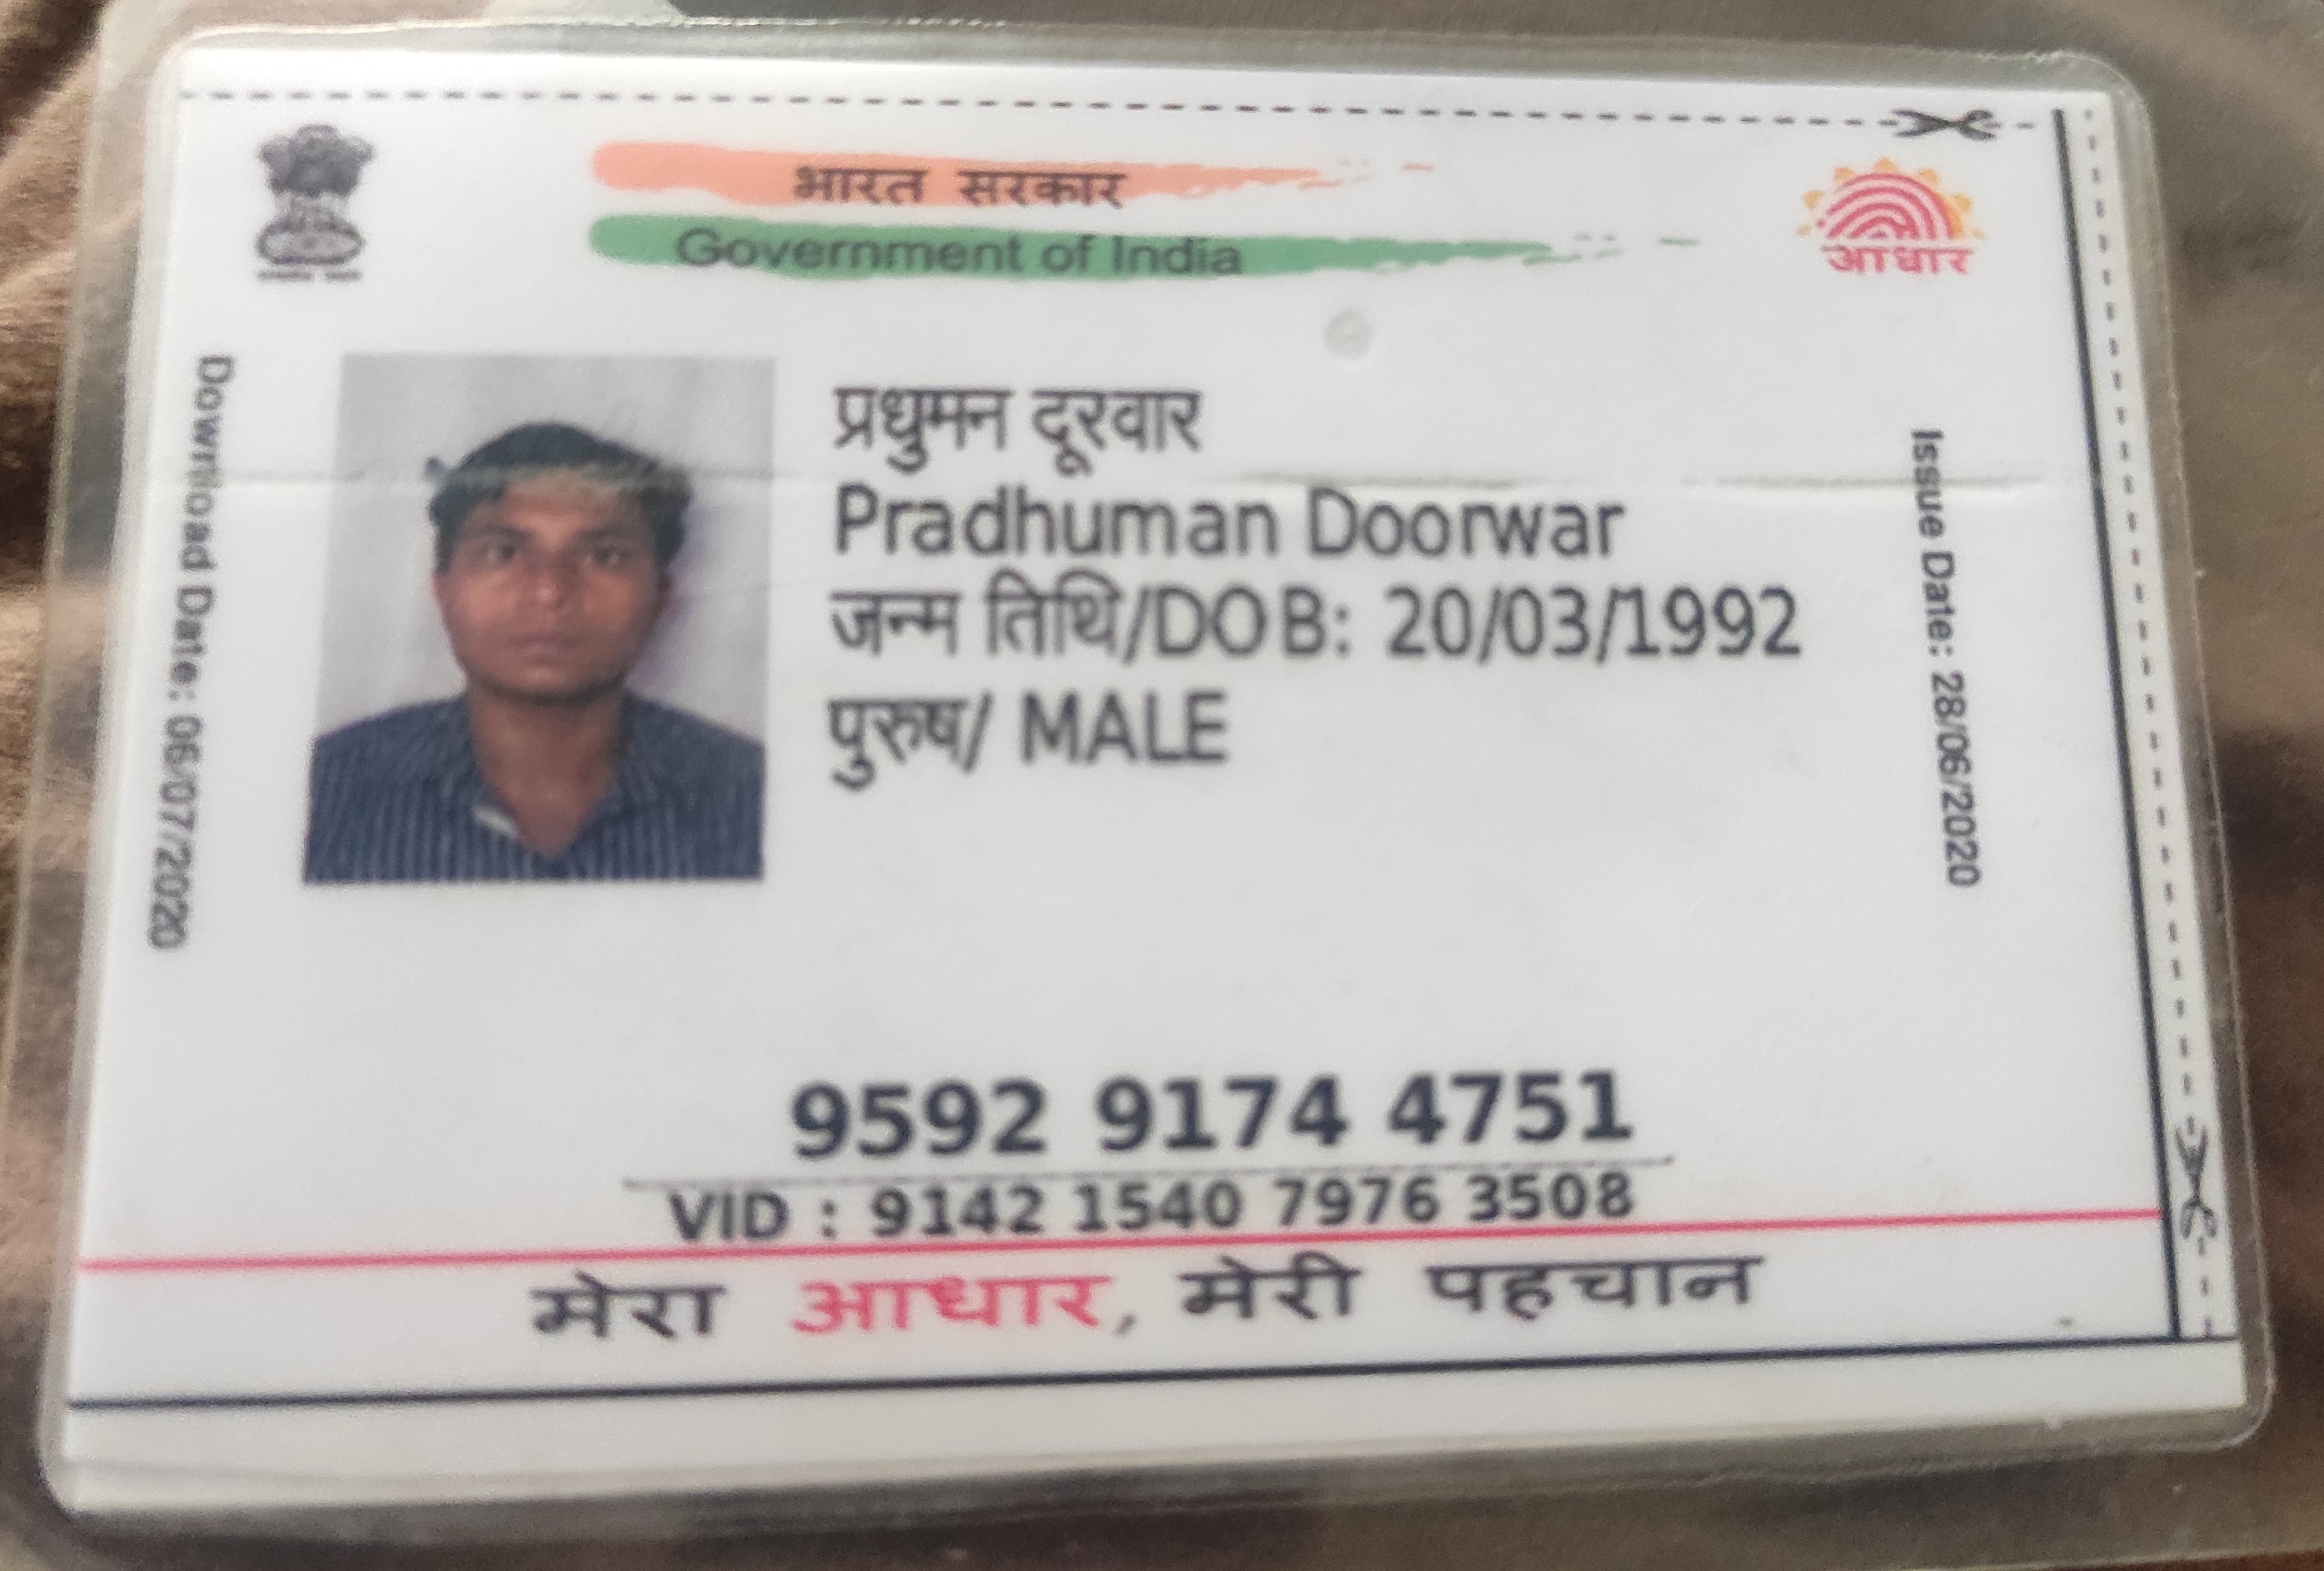 भारत सरकार
Government of India
आधार
Download Date: 06/07/2020
प्रधुमन दूरवार
Pradhuman Doorwar
जन्म तिथि/DOB: 20/03/1992
पुरुष/ MALE
Issue Date: 28/06/2020
9592 9174 4751
VID : 9142 1540 7976 3508
मेरा आधार, मेरी पहचान